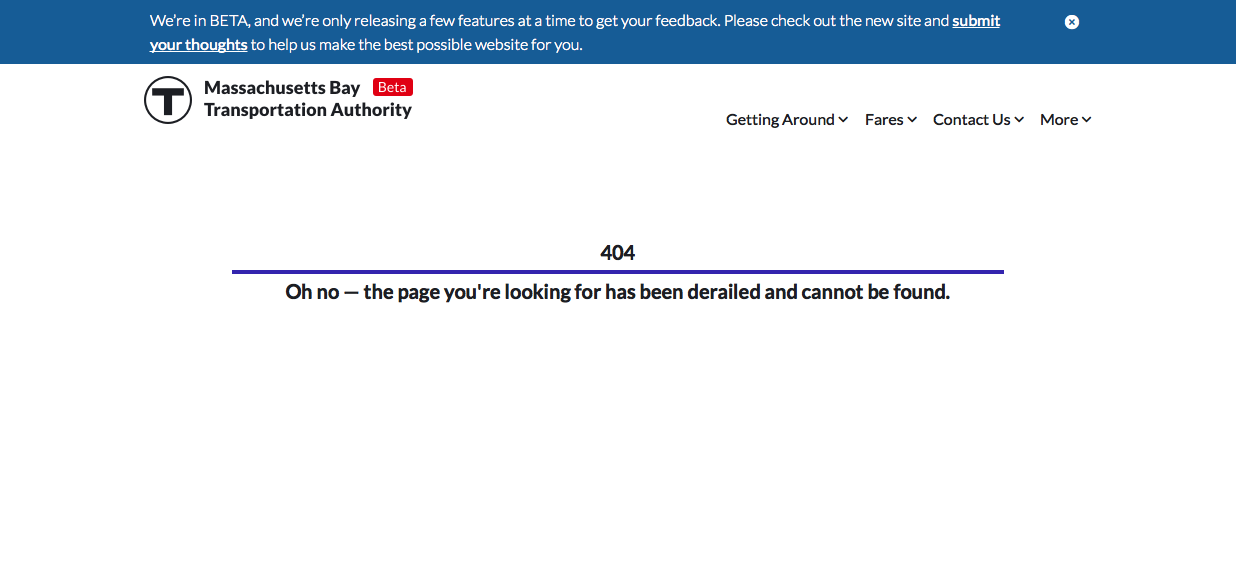 We're in BETA, and we're only releasing a few features at a time to get your feedback. Please check out the new site and submit
your thoughts to help us make the best possible website for you.
T
Massachusetts Bay Beta
Transportation Authority
Getting Around Fares Contact Us More
404
Oh no — the page you're looking for has been derailed and cannot be found.